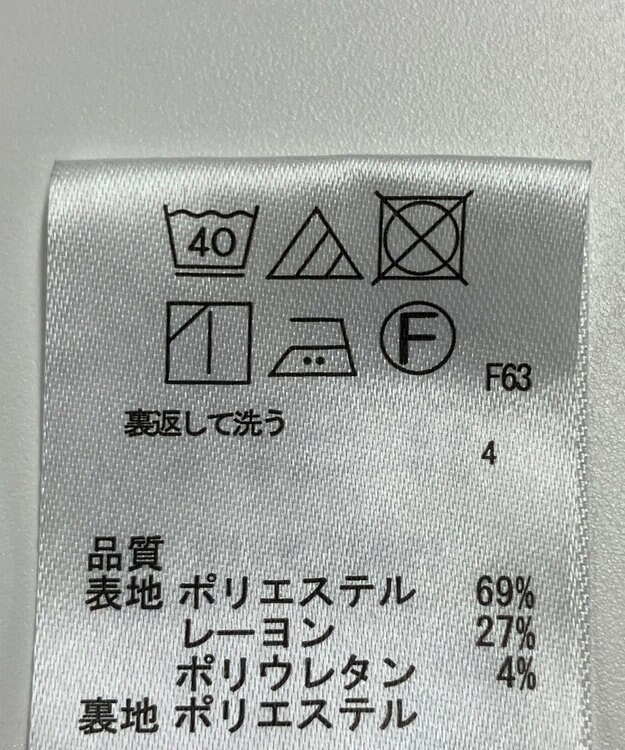 40
F
F63
裏返して洗う
4
品質
表地 ポリエステル 69%
レーヨン 27%
ポリウレタン 4%
裏地 ポリエステル